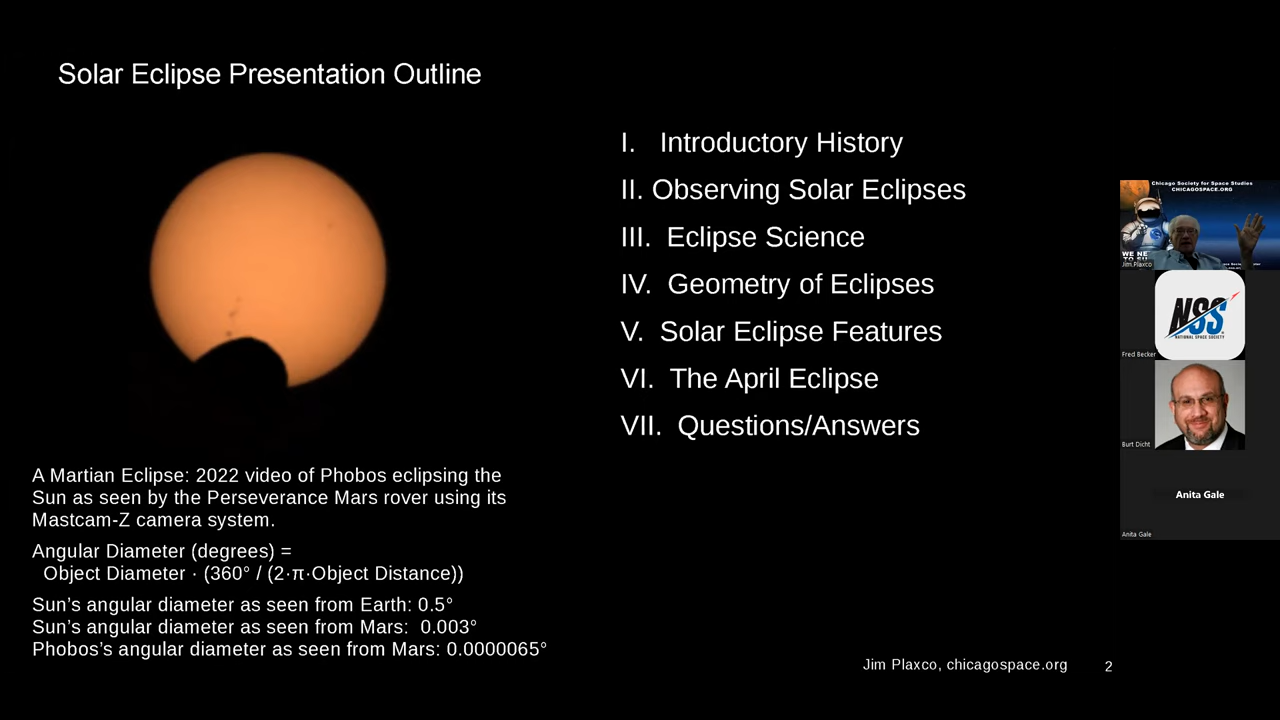 Solar Eclipse Presentation Outline
I. Introductory History
II. Observing Solar Eclipses
III. Eclipse Science
IV. Geometry of Eclipses
V. Solar Eclipse Features
VI. The April Eclipse
VII. Questions/Answers
A Martian Eclipse: 2022 video of Phobos eclipsing the
Sun as seen by the Perseverance Mars rover using its
Mastcam-Z camera system.
Angular Diameter (degrees) =
Object Diameter · (360° / (2·π·Object Distance))
Sun's angular diameter as seen from Earth: 0.5°
Sun's angular diameter as seen from Mars: 0.003°
Phobos's angular diameter as seen from Mars: 0.0000065°
Jim Plaxco, chicagospace.org
2
Chicago Society for Space Studies
CHICAGOSPACE.ORG
WE NE
Jim Plaxco
NSS
NATIONAL SPACE SOCIETY
Fred Becker
Burt Dicht
Anita Gale
Anita Gale